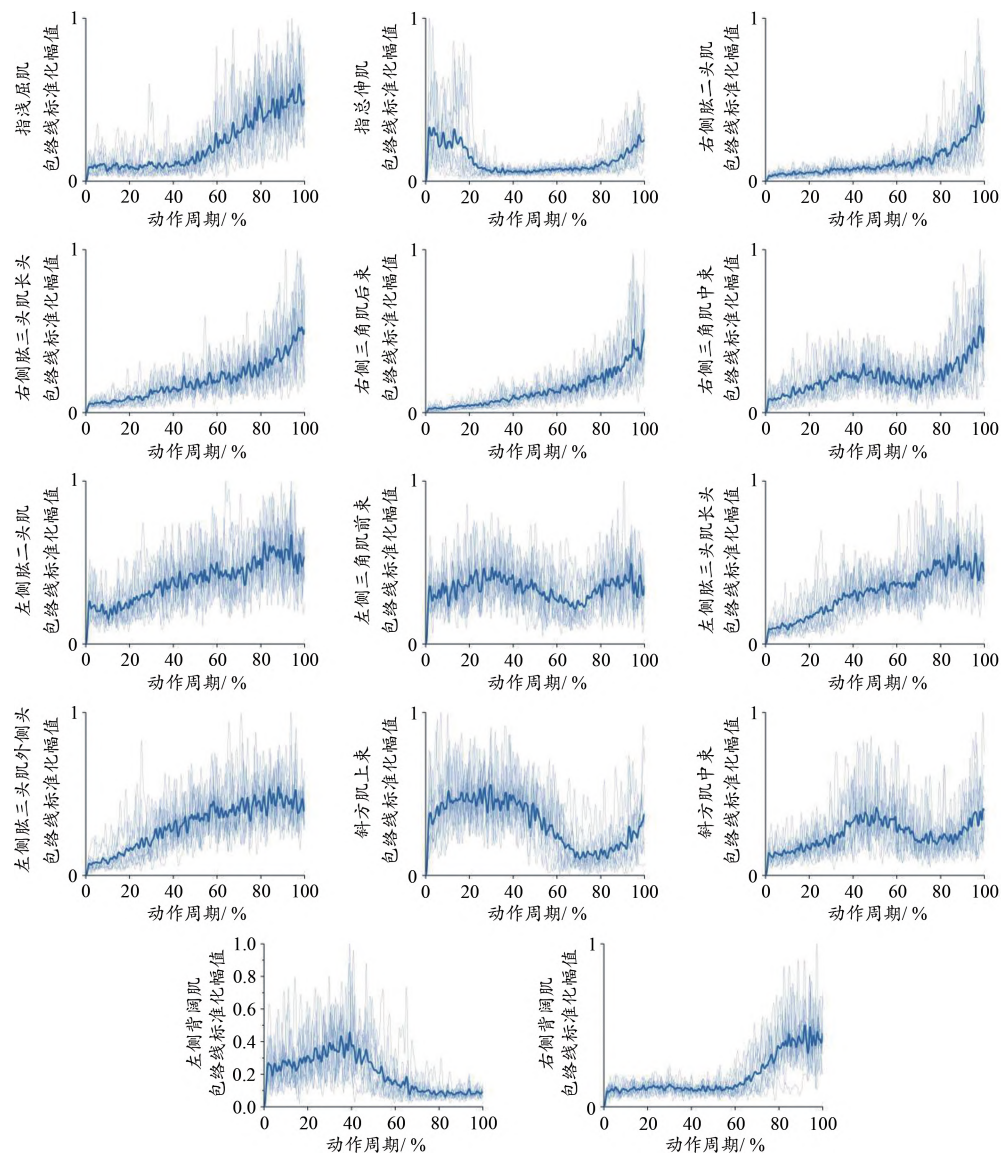 指浅屈肌
包络线标准化幅值
1
0
0 20 40 60 80 100
动作周期/ %
指总伸肌
包络线标准化幅值
1
0
0 20 40 60 80 100
动作周期/ %
右侧肱二头肌
包络线标准化幅值
1
0
0 20 40 60 80 100
动作周期/ %
右侧肱三头肌长头
包络线标准化幅值
1
0
0 20 40 60 80 100
动作周期/ %
右侧三角肌后束
包络线标准化幅值
1
0
0 20 40 60 80 100
动作周期/ %
右侧三角肌中束
包络线标准化幅值
1
0
0 20 40 60 80 100
动作周期/ %
左侧肱二头肌
包络线标准化幅值
1
0
0 20 40 60 80 100
动作周期/ %
左侧三角肌前束
包络线标准化幅值
1
0
0 20 40 60 80 100
动作周期/ %
左侧肱三头肌长头
包络线标准化幅值
1
0
0 20 40 60 80 100
动作周期/ %
左侧肱三头肌外侧头
包络线标准化幅值
1
0
0 20 40 60 80 100
动作周期/ %
斜方肌上束
包络线标准化幅值
1
0
0 20 40 60 80 100
动作周期/ %
斜方肌中束
包络线标准化幅值
1
0
0 20 40 60 80 100
动作周期/ %
左侧背阔肌
包络线标准化幅值
1.0
0.8
0.6
0.4
0.2
0.0
0 20 40 60 80 100
动作周期/ %
右侧背阔肌
包络线标准化幅值
1
0
0 20 40 60 80 100
动作周期/ %